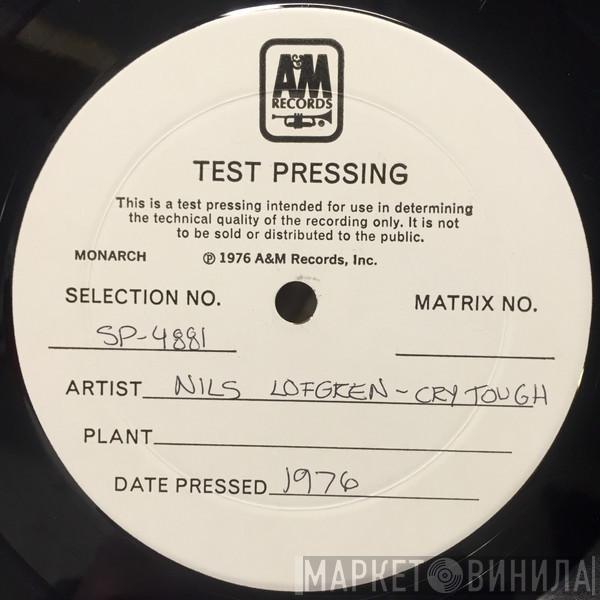 A&M
RECORDS
TEST PRESSING
This is a test pressing intended for use in determining
the technical quality of the recording only. It is not
to be sold or distributed to the public.
MONARCH ℗ 1976 A&M Records, Inc.
SELECTION NO. MATRIX NO.
SP-4881
ARTIST NILS LOFGREN - CRY TOUGH
PLANT
DATE PRESSED 1976
МАРКЕТ ВИНИЛА